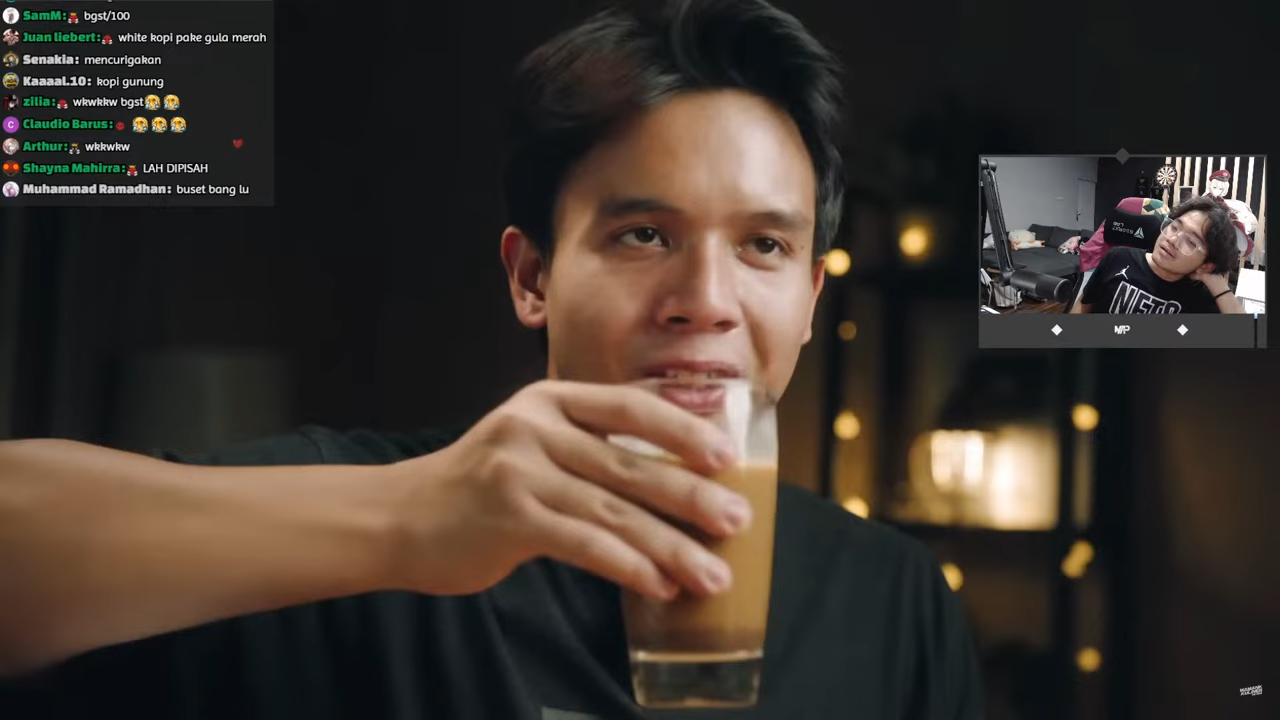 SamM: bgst/100
Juan liebert: white kopi pake gula merah
Senakia: mencurigakan
KaaaaL.10: kopi gunung
zilia: wkwkkw bgst😭😭
C Claudio Barus: 😭😭😭
Arthur: wkkwkw
Shayna Mahirra: LAH DIPISAH
Muhammad Ramadhan: buset bang lu
NETS